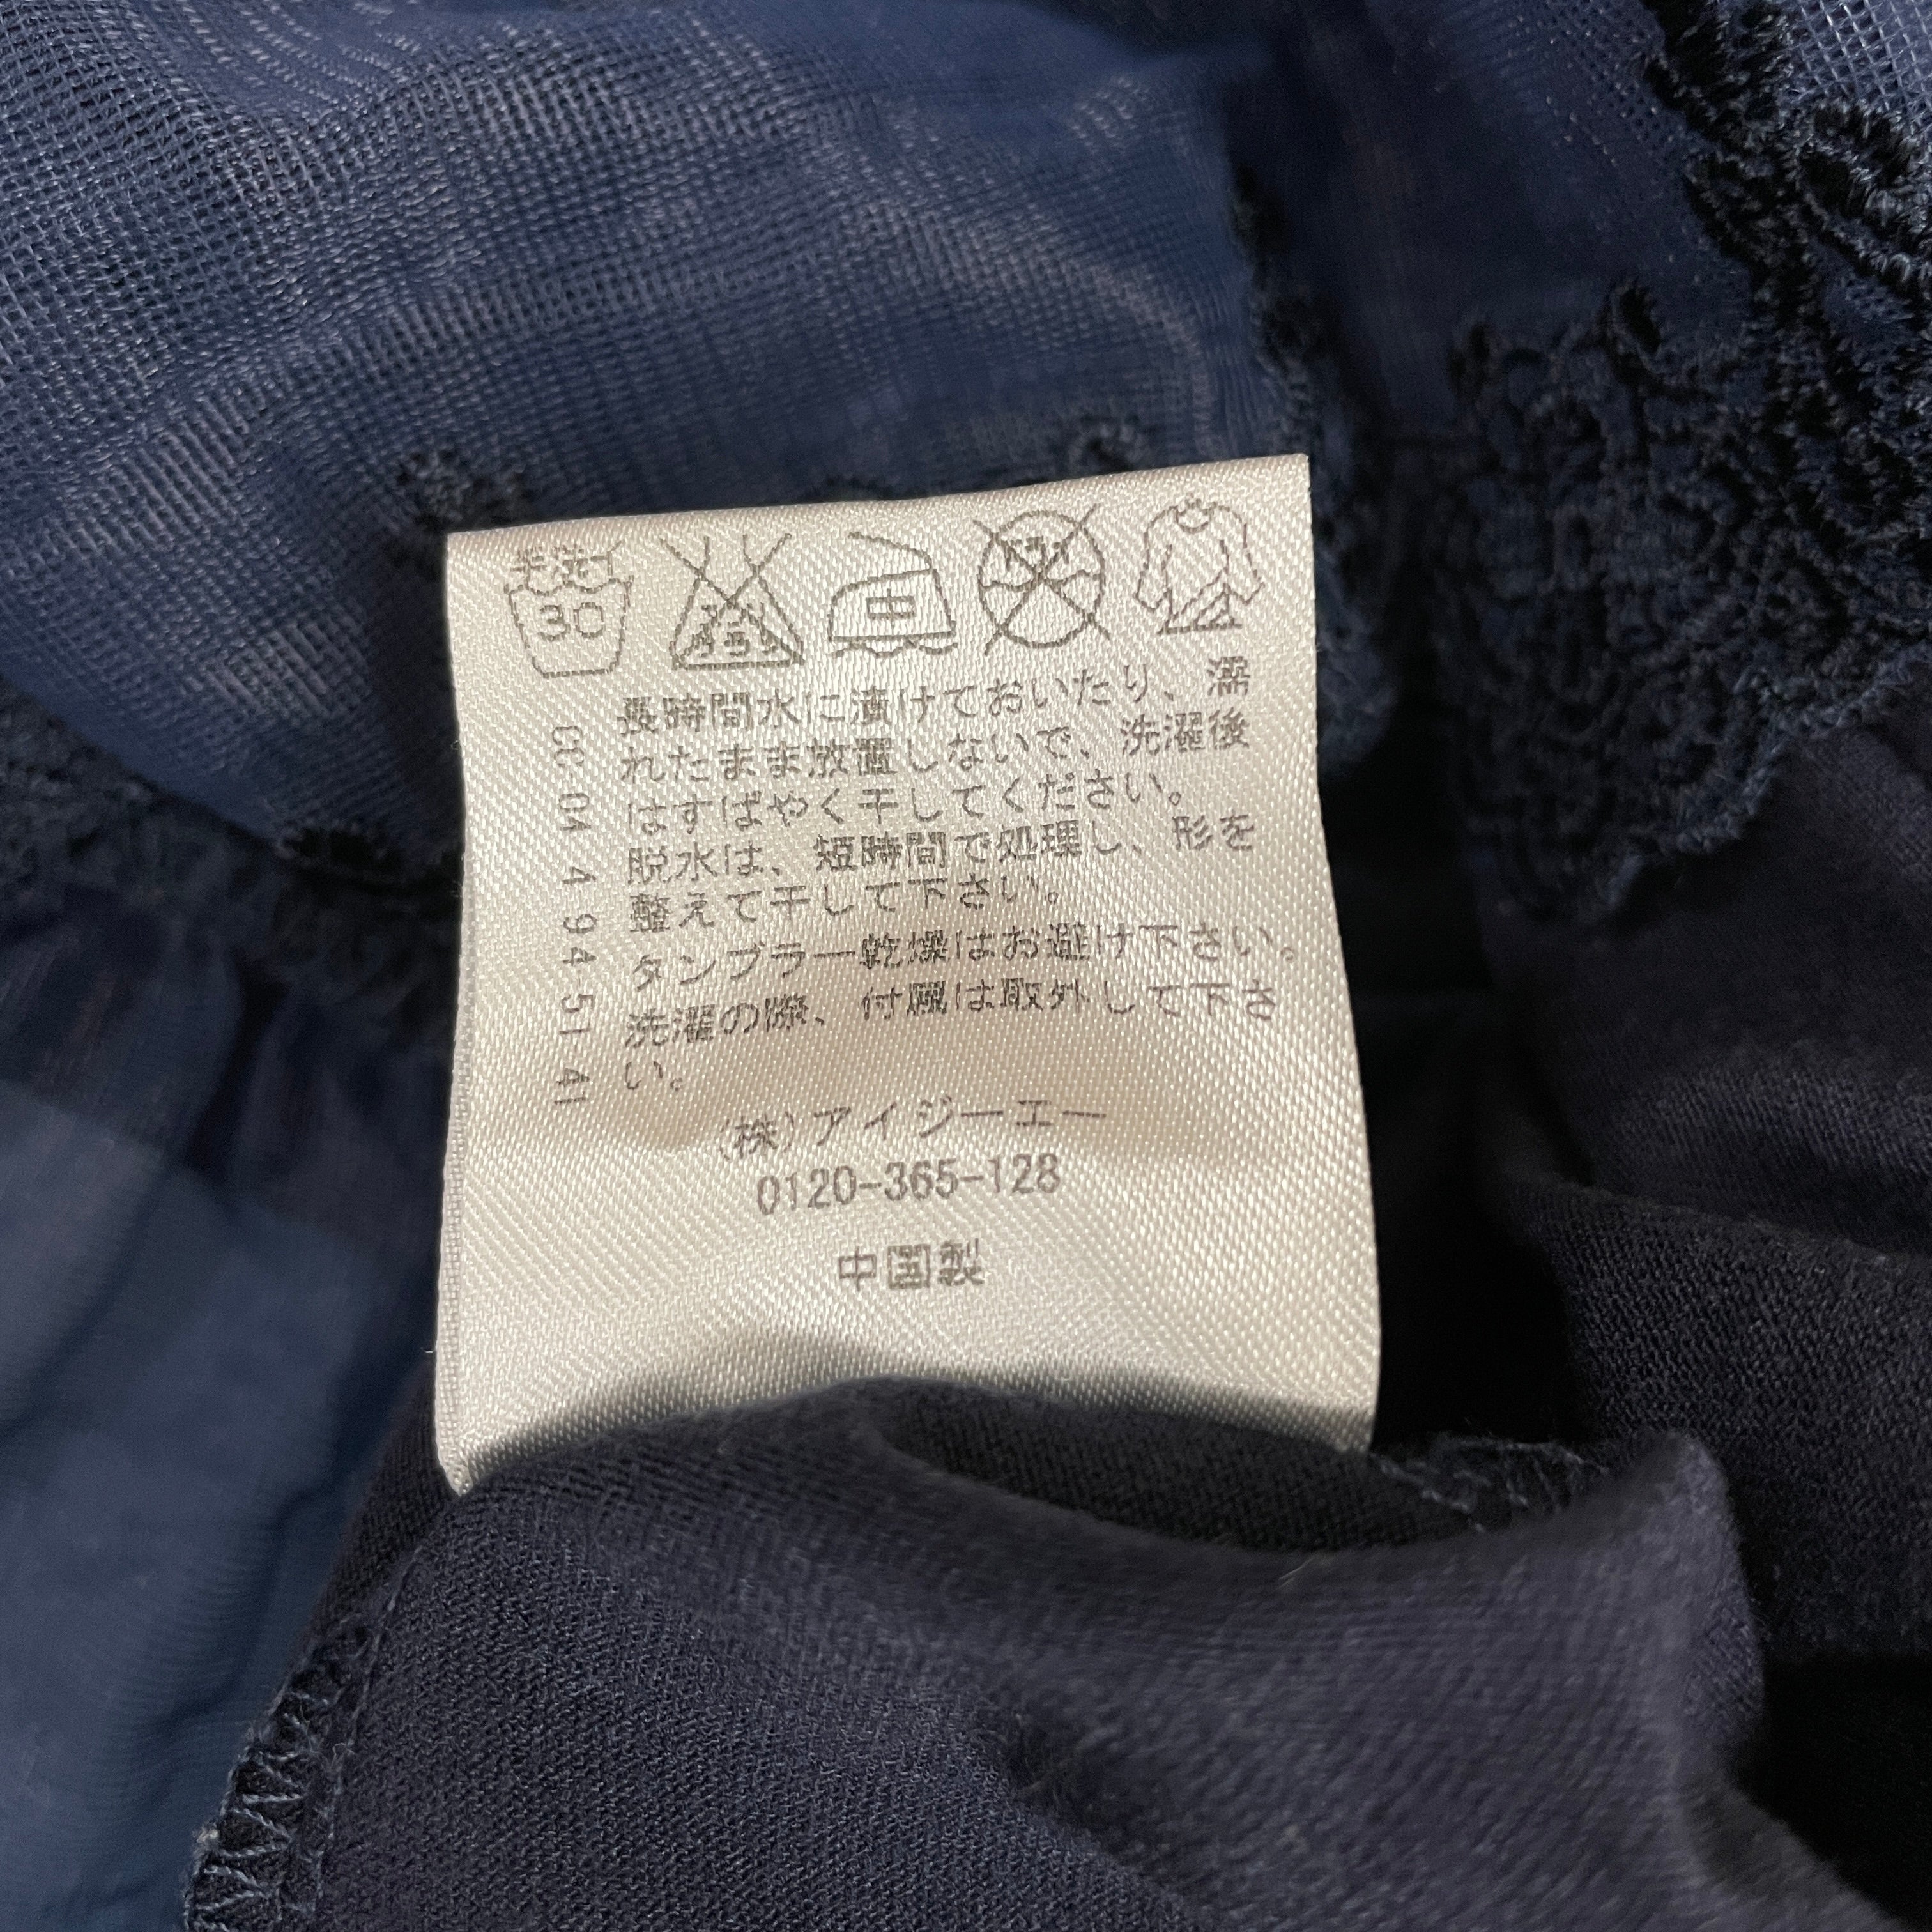 手洗イ
30
中
長時間水に漬けておいたり、濡
れたまま放置しないで、洗濯後
はすばやく干してください。
脱水は、短時間で処理し、形を
整えて干して下さい。
タンブラー乾燥はお避け下さい。
洗濯の際、付属は取外して下さ
い。
(株)アイジーエー
0120-365-128
中国製
04 4 94 51 41